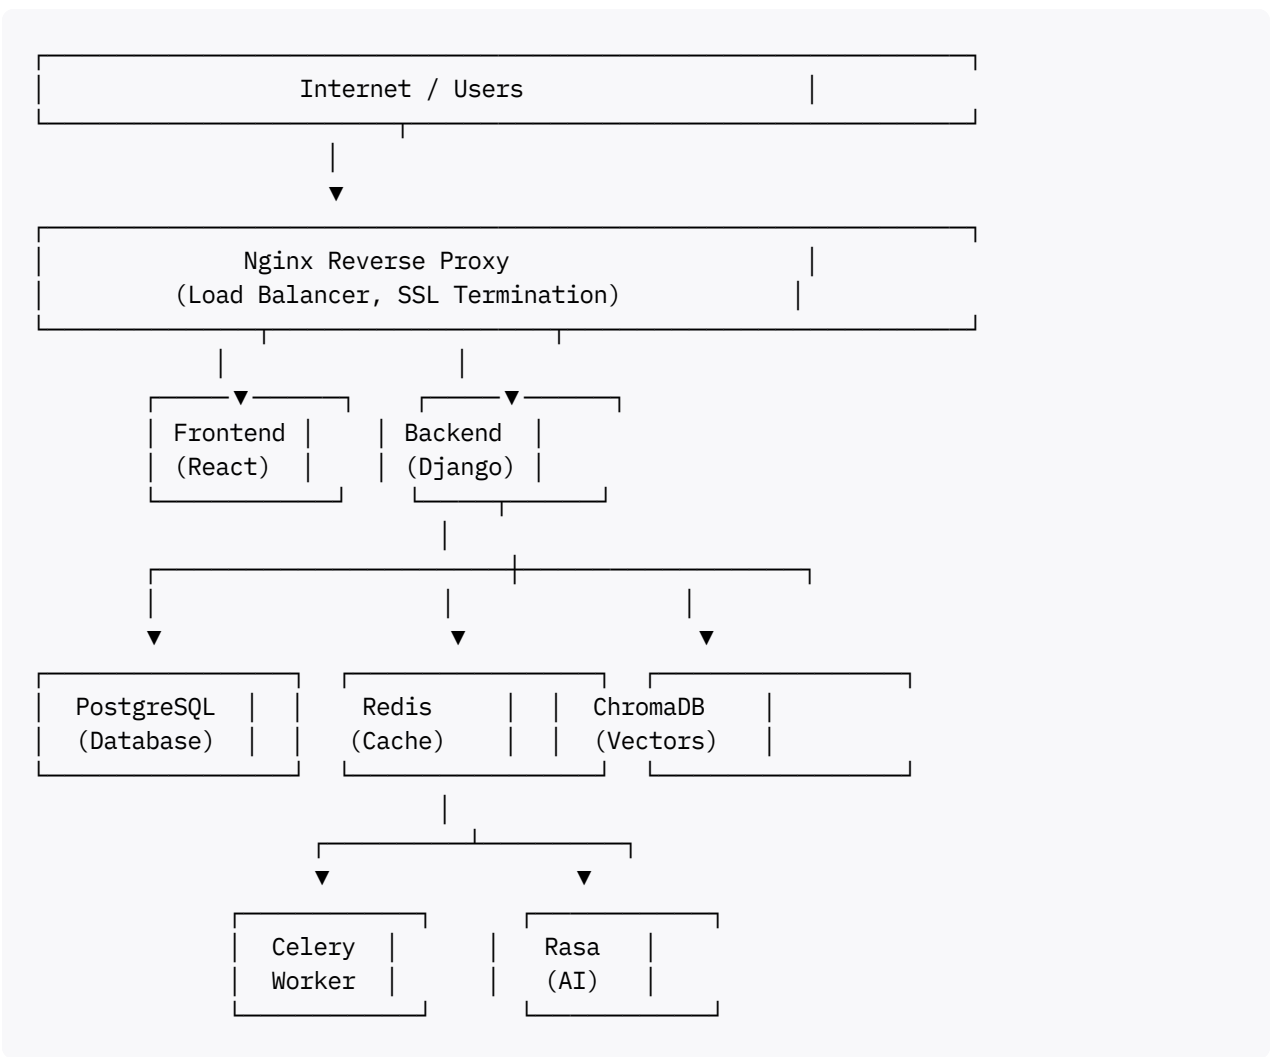 Internet / Users
Nginx Reverse Proxy
(Load Balancer, SSL Termination)
Frontend Backend
(React) (Django)
PostgreSQL Redis ChromaDB
(Database) (Cache) (Vectors)
Celery Rasa
Worker (AI)